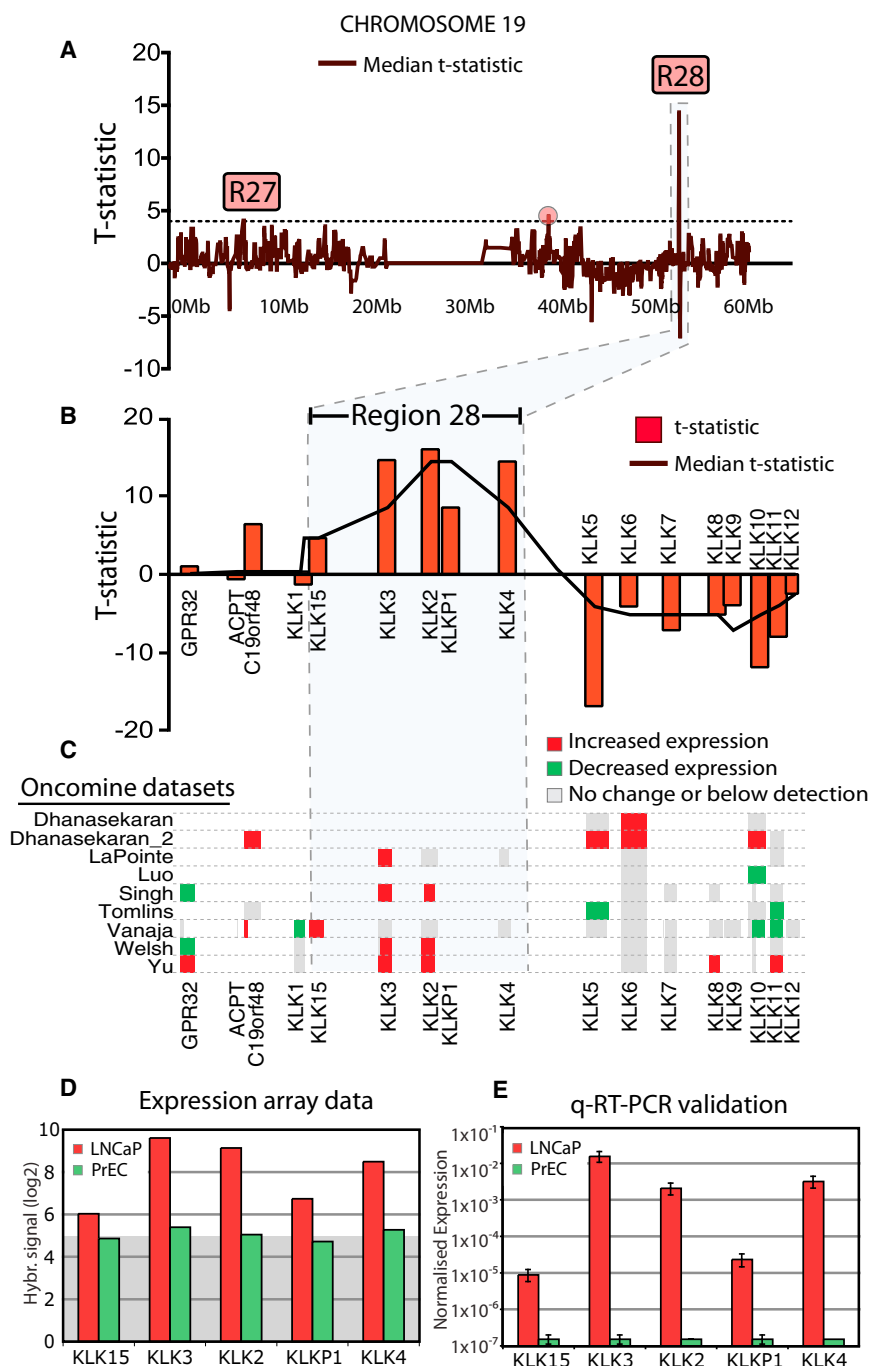 CHROMOSOME 19
A
Median t-statistic
R27
R28
T-statistic
20
15
10
5
0
-5
-10
0Mb 10Mb 20Mb 30Mb 40Mb 50Mb 60Mb
B
Region 28
t-statistic
Median t-statistic
T-statistic
20
10
0
-10
-20
GPR32 ACPT C19orf48 KLK1 KLK15 KLK3 KLK2 KLKP1 KLK4 KLK5 KLK6 KLK7 KLK8 KLK9 KLK10 KLK11 KLK12
C
Increased expression
Decreased expression
No change or below detection
Oncomine datasets
Dhanasekaran
Dhanasekaran_2
LaPointe
Luo
Singh
Tomlins
Vanaja
Welsh
Yu
GPR32 ACPT C19orf48 KLK1 KLK15 KLK3 KLK2 KLKP1 KLK4 KLK5 KLK6 KLK7 KLK8 KLK9 KLK10 KLK11 KLK12
D
Expression array data
LNCaP
PrEC
Hybr. signal (log2)
10
8
6
4
2
0
KLK15 KLK3 KLK2 KLKP1 KLK4
E
q-RT-PCR validation
LNCaP
PrEC
Normalised Expression
1x10-1
1x10-2
1x10-3
1x10-4
1x10-5
1x10-6
1x10-7
KLK15 KLK3 KLK2 KLKP1 KLK4